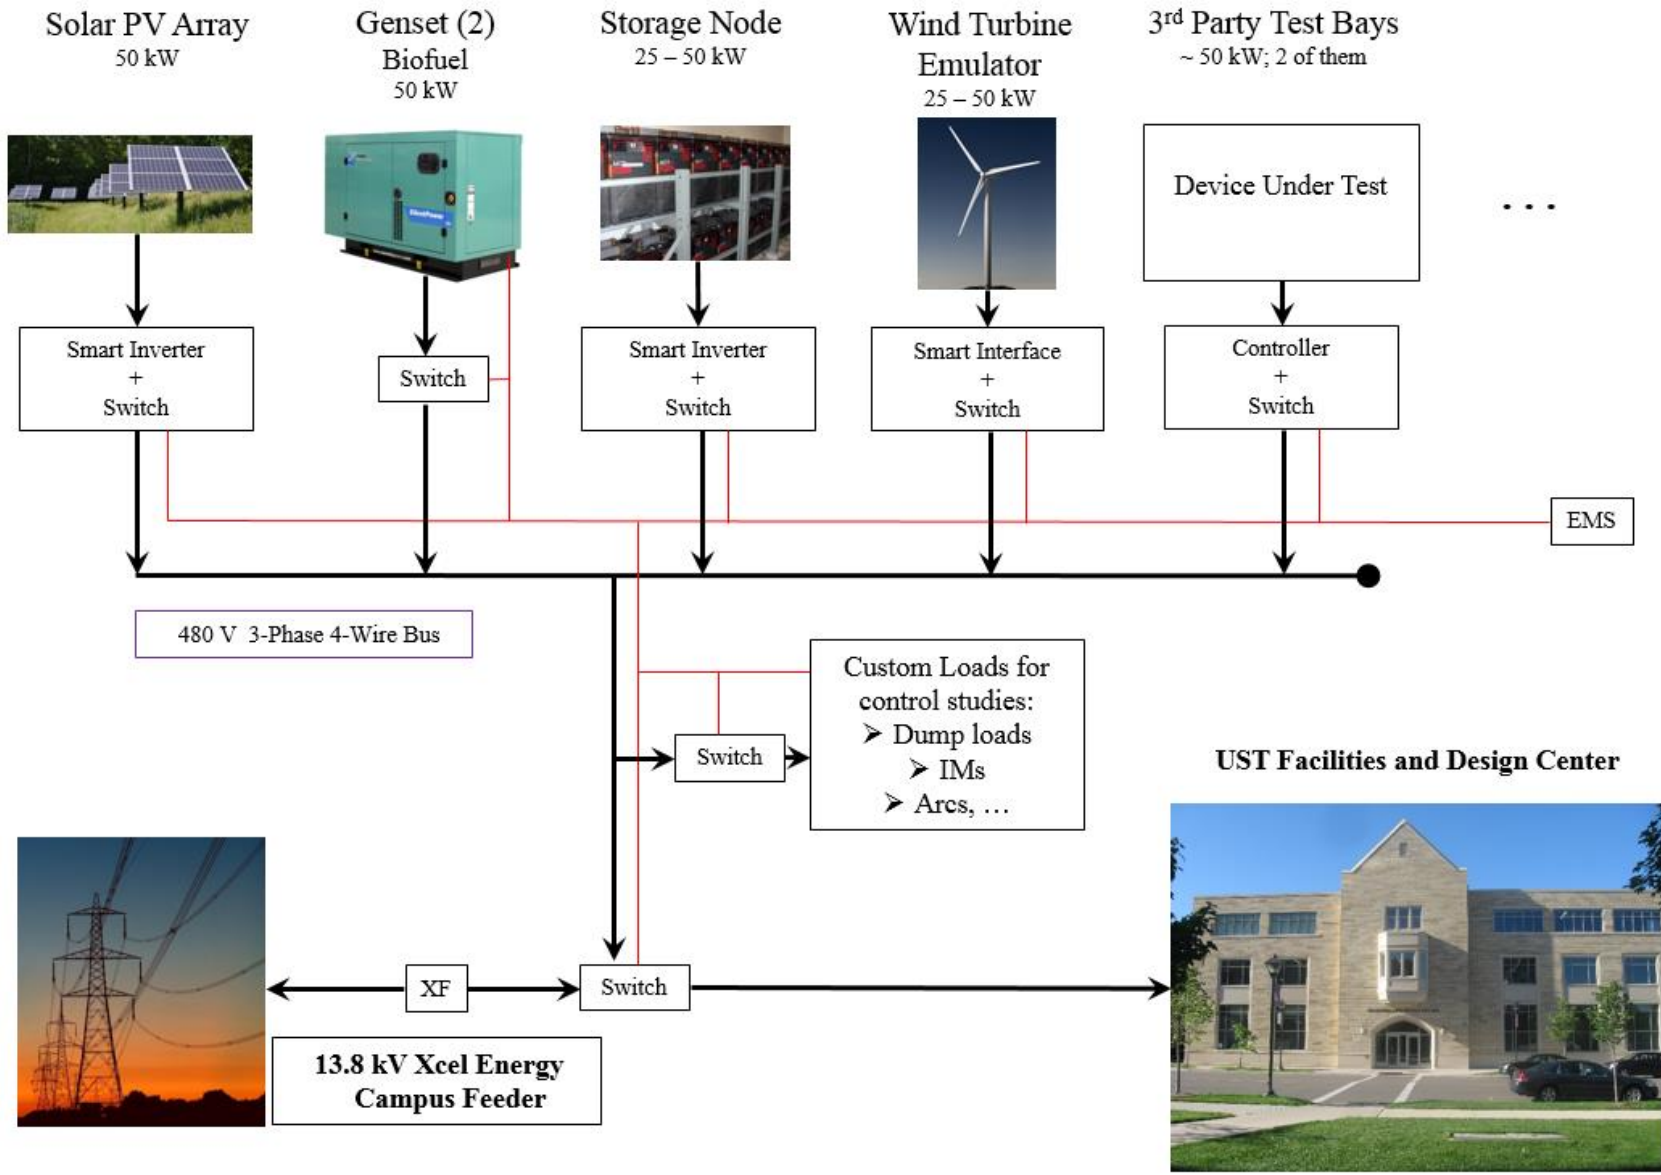 Solar PV Array
50 kW
Genset (2)
Biofuel
50 kW
Storage Node
25 – 50 kW
Wind Turbine
Emulator
25 – 50 kW
3rd Party Test Bays
~ 50 kW; 2 of them
Device Under Test
. . .
Smart Inverter
+
Switch
Switch
Smart Inverter
+
Switch
Smart Interface
+
Switch
Controller
+
Switch
EMS
480 V 3-Phase 4-Wire Bus
Custom Loads for
control studies:
➢ Dump loads
➢ IMs
➢ Arcs, …
Switch
UST Facilities and Design Center
XF
Switch
13.8 kV Xcel Energy
Campus Feeder